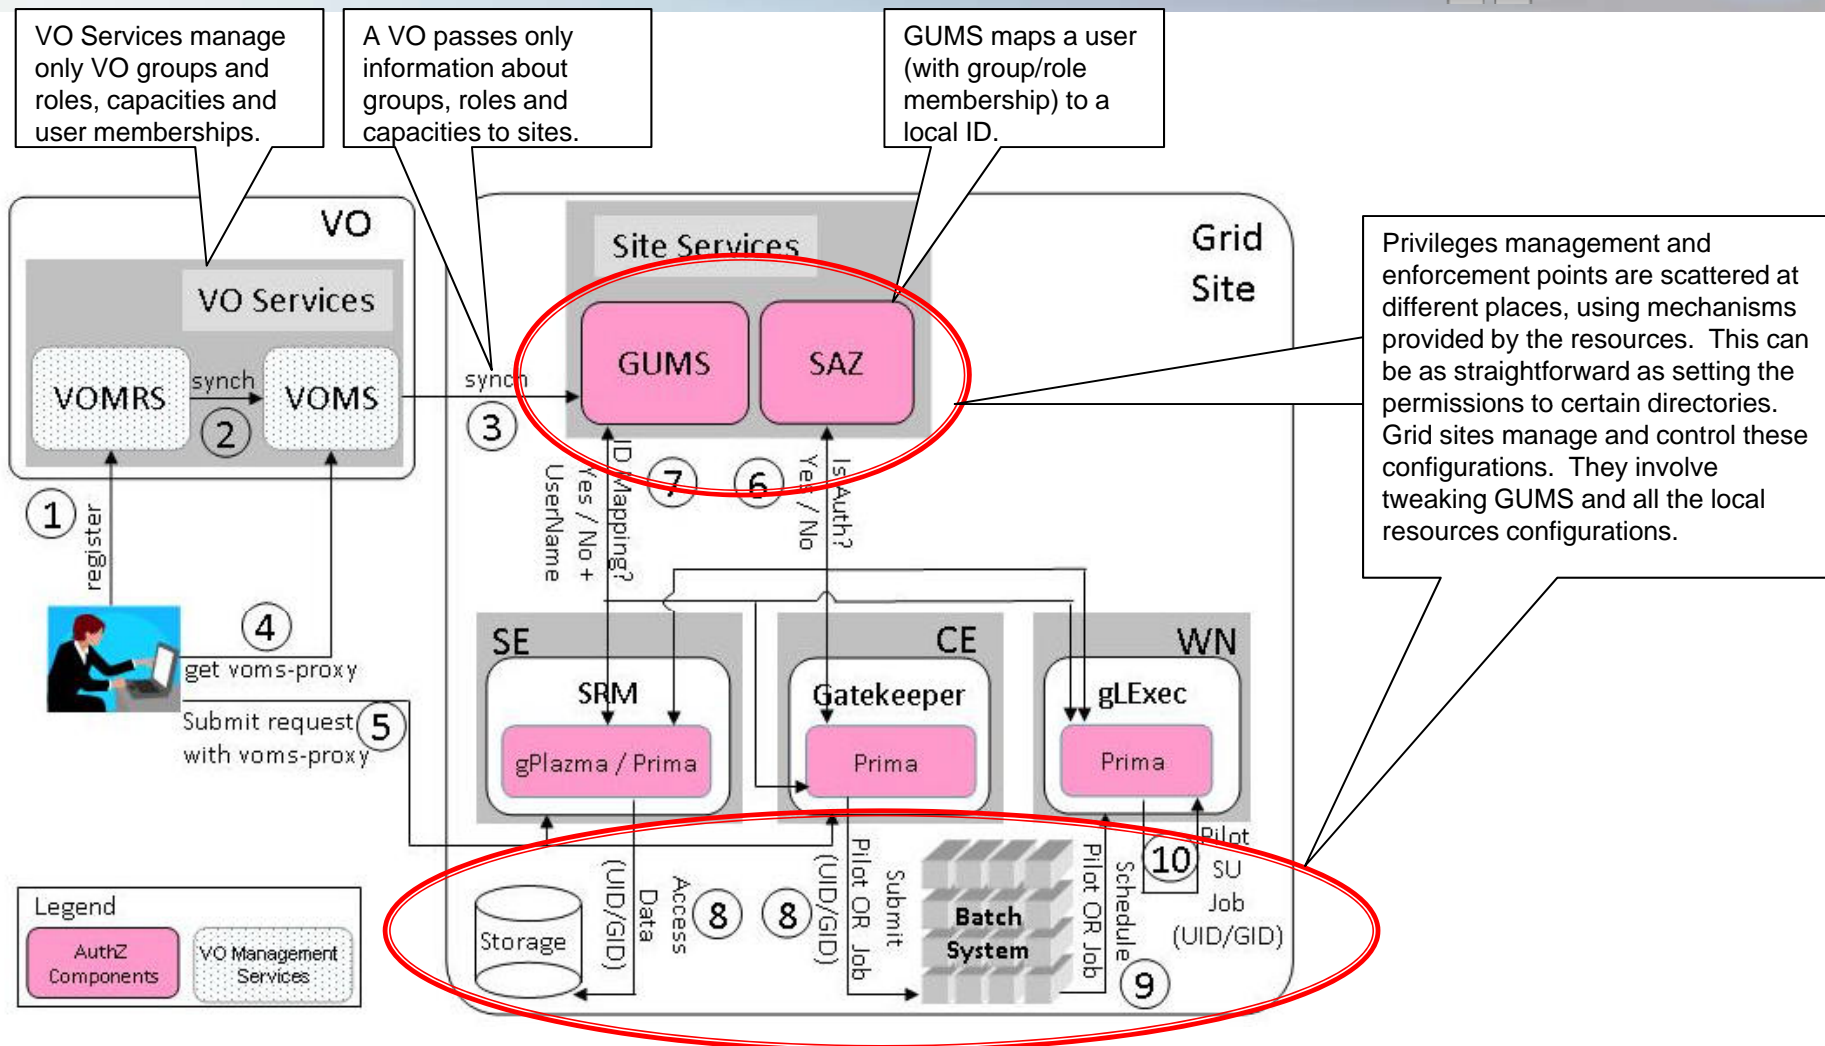 VO Services manage
only VO groups and
roles, capacities and
user memberships.
A VO passes only
information about
groups, roles and
capacities to sites.
GUMS maps a user
(with group/role
membership) to a
local ID.
Privileges management and
enforcement points are scattered at
different places, using mechanisms
provided by the resources.  This can
be as straightforward as setting the
permissions to certain directories.
Grid sites manage and control these
configurations.  They involve
tweaking GUMS and all the local
resources configurations.
VO
VO Services
VOMRS
synch
2
VOMS
synch
3
Grid
Site
Site Services
GUMS
SAZ
1
register
4
get voms-proxy
5
Submit request
with voms-proxy
ID Mapping?
Yes / No +
UserName
7
6
IsAuth?
Yes / No
SE
SRM
gPlazma / Prima
CE
Gatekeeper
Prima
WN
gLExec
Prima
Storage
Access
Data
(UID/GID)
8
8
Submit
Pilot OR Job
(UID/GID)
Batch
System
Schedule
Pilot OR Job
9
10
Pilot
SU
Job
(UID/GID)
Legend
AuthZ
Components
VO Management
Services